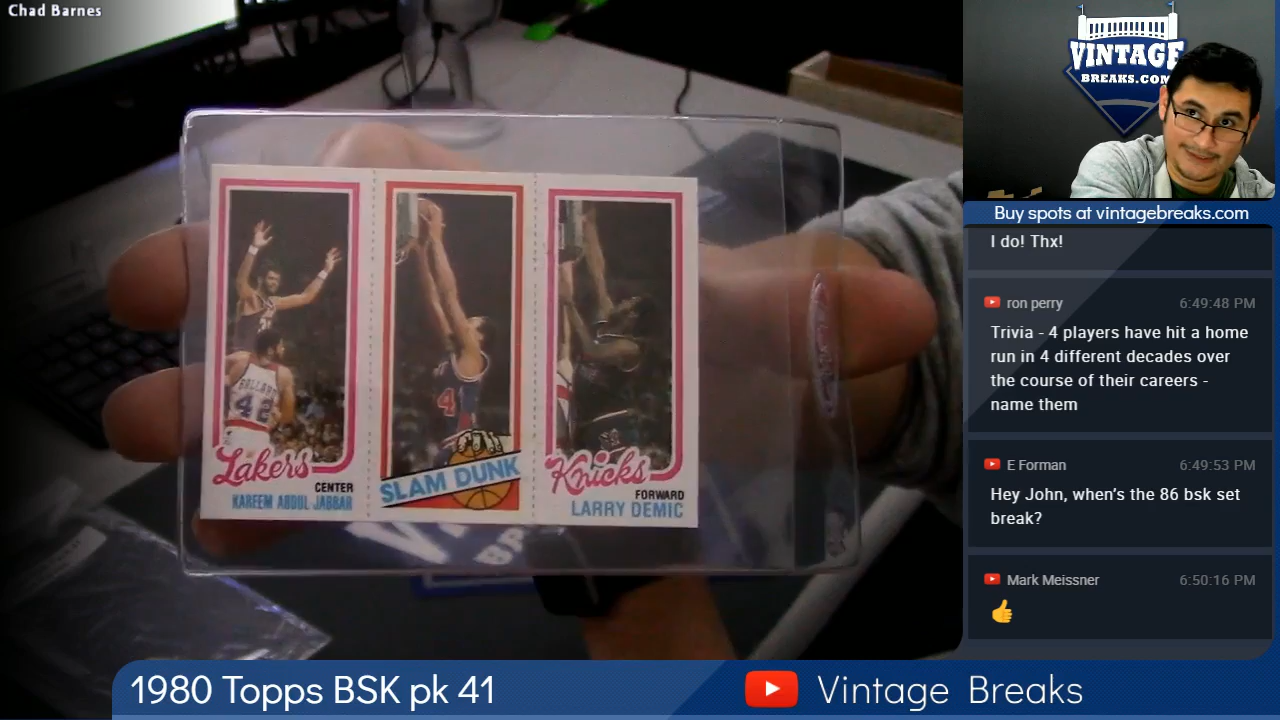 Chad Barnes
VINTAGE
BREAKS.COM
Buy spots at vintagebreaks.com
I do! Thx!
ron perry 6:49:48 PM
Trivia - 4 players have hit a home
run in 4 different decades over
the course of their careers -
name them
E Forman 6:49:53 PM
Hey John, when's the 86 bsk set
break?
Mark Meissner 6:50:16 PM
BULLETS
42
Lakers
CENTER
KAREEM ABDUL JABBAR
4
SLAM DUNK
Knicks
FORWARD
LARRY DEMIC
1980 Topps BSK pk 41
Vintage Breaks